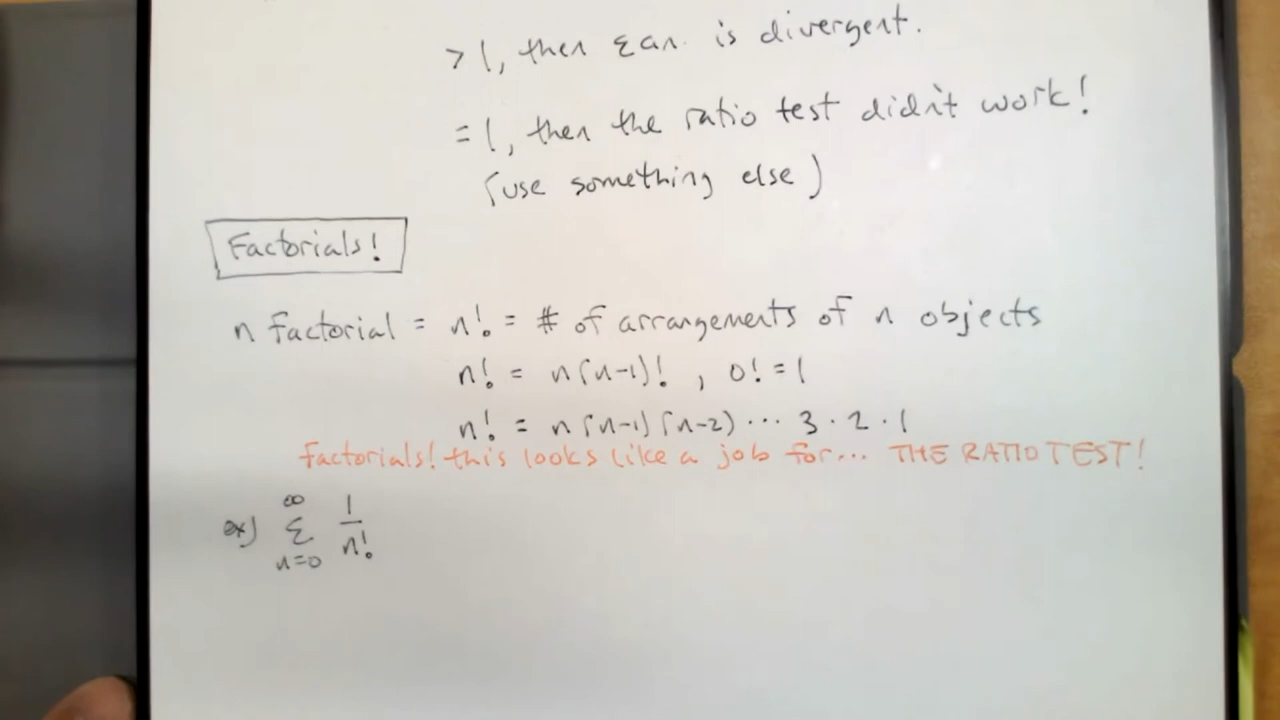 > 1, then Σan is divergent.
= 1, then the ratio test didn't work!
(use something else)
Factorials!
n factorial = n! = # of arrangements of n objects
n! = n(n-1)! , 0! = 1
n! = n(n-1)(n-2) ... 3 · 2 · 1
Factorials! this looks like a job for... THE RATIO TEST!
ex) ∞ Σ n=0 1/n!